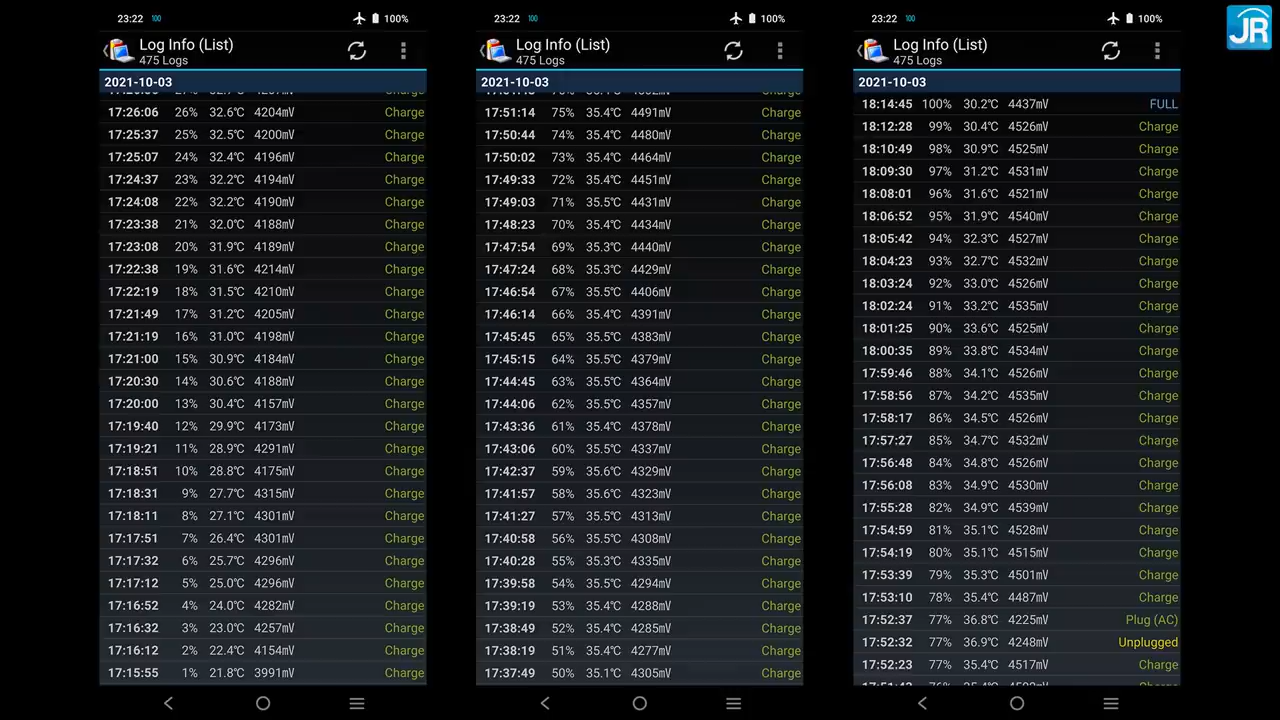 23:22 100 100%
Log Info (List)
475 Logs
2021-10-03
17:26:06 26% 32.6℃ 4204mV Charge
17:25:37 25% 32.5℃ 4200mV Charge
17:25:07 24% 32.4℃ 4196mV Charge
17:24:37 23% 32.2℃ 4194mV Charge
17:24:08 22% 32.2℃ 4190mV Charge
17:23:38 21% 32.0℃ 4188mV Charge
17:23:08 20% 31.9℃ 4189mV Charge
17:22:38 19% 31.6℃ 4214mV Charge
17:22:19 18% 31.5℃ 4210mV Charge
17:21:49 17% 31.2℃ 4205mV Charge
17:21:19 16% 31.0℃ 4198mV Charge
17:21:00 15% 30.9℃ 4184mV Charge
17:20:30 14% 30.6℃ 4188mV Charge
17:20:00 13% 30.4℃ 4157mV Charge
17:19:40 12% 29.9℃ 4173mV Charge
17:19:21 11% 28.9℃ 4291mV Charge
17:18:51 10% 28.8℃ 4175mV Charge
17:18:31 9% 27.7℃ 4315mV Charge
17:18:11 8% 27.1℃ 4301mV Charge
17:17:51 7% 26.4℃ 4301mV Charge
17:17:32 6% 25.7℃ 4296mV Charge
17:17:12 5% 25.0℃ 4296mV Charge
17:16:52 4% 24.0℃ 4282mV Charge
17:16:32 3% 23.0℃ 4257mV Charge
17:16:12 2% 22.4℃ 4154mV Charge
17:15:55 1% 21.8℃ 3991mV Charge
23:22 100 100%
Log Info (List)
475 Logs
2021-10-03
17:51:14 75% 35.4℃ 4491mV Charge
17:50:44 74% 35.4℃ 4480mV Charge
17:50:02 73% 35.4℃ 4464mV Charge
17:49:33 72% 35.4℃ 4451mV Charge
17:49:03 71% 35.5℃ 4431mV Charge
17:48:23 70% 35.4℃ 4434mV Charge
17:47:54 69% 35.3℃ 4440mV Charge
17:47:24 68% 35.3℃ 4429mV Charge
17:46:54 67% 35.5℃ 4406mV Charge
17:46:14 66% 35.4℃ 4391mV Charge
17:45:45 65% 35.5℃ 4383mV Charge
17:45:15 64% 35.5℃ 4379mV Charge
17:44:45 63% 35.5℃ 4364mV Charge
17:44:06 62% 35.5℃ 4357mV Charge
17:43:36 61% 35.4℃ 4378mV Charge
17:43:06 60% 35.5℃ 4337mV Charge
17:42:37 59% 35.6℃ 4329mV Charge
17:41:57 58% 35.6℃ 4323mV Charge
17:41:27 57% 35.5℃ 4313mV Charge
17:40:58 56% 35.5℃ 4308mV Charge
17:40:28 55% 35.3℃ 4335mV Charge
17:39:58 54% 35.5℃ 4294mV Charge
17:39:19 53% 35.4℃ 4288mV Charge
17:38:49 52% 35.4℃ 4285mV Charge
17:38:19 51% 35.4℃ 4277mV Charge
17:37:49 50% 35.1℃ 4305mV Charge
23:22 100 100%
Log Info (List)
475 Logs
2021-10-03
18:14:45 100% 30.2℃ 4437mV FULL
18:12:28 99% 30.4℃ 4526mV Charge
18:10:49 98% 30.9℃ 4525mV Charge
18:09:30 97% 31.2℃ 4531mV Charge
18:08:01 96% 31.6℃ 4521mV Charge
18:06:52 95% 31.9℃ 4540mV Charge
18:05:42 94% 32.3℃ 4527mV Charge
18:04:23 93% 32.7℃ 4532mV Charge
18:03:24 92% 33.0℃ 4526mV Charge
18:02:24 91% 33.2℃ 4535mV Charge
18:01:25 90% 33.6℃ 4525mV Charge
18:00:35 89% 33.8℃ 4534mV Charge
17:59:46 88% 34.1℃ 4526mV Charge
17:58:56 87% 34.2℃ 4535mV Charge
17:58:17 86% 34.5℃ 4526mV Charge
17:57:27 85% 34.7℃ 4532mV Charge
17:56:48 84% 34.8℃ 4526mV Charge
17:56:08 83% 34.9℃ 4530mV Charge
17:55:28 82% 34.9℃ 4539mV Charge
17:54:59 81% 35.1℃ 4528mV Charge
17:54:19 80% 35.1℃ 4515mV Charge
17:53:39 79% 35.3℃ 4501mV Charge
17:53:10 78% 35.4℃ 4487mV Charge
17:52:37 77% 36.8℃ 4225mV Plug (AC)
17:52:32 77% 36.9℃ 4248mV Unplugged
17:52:23 77% 35.4℃ 4517mV Charge
JR